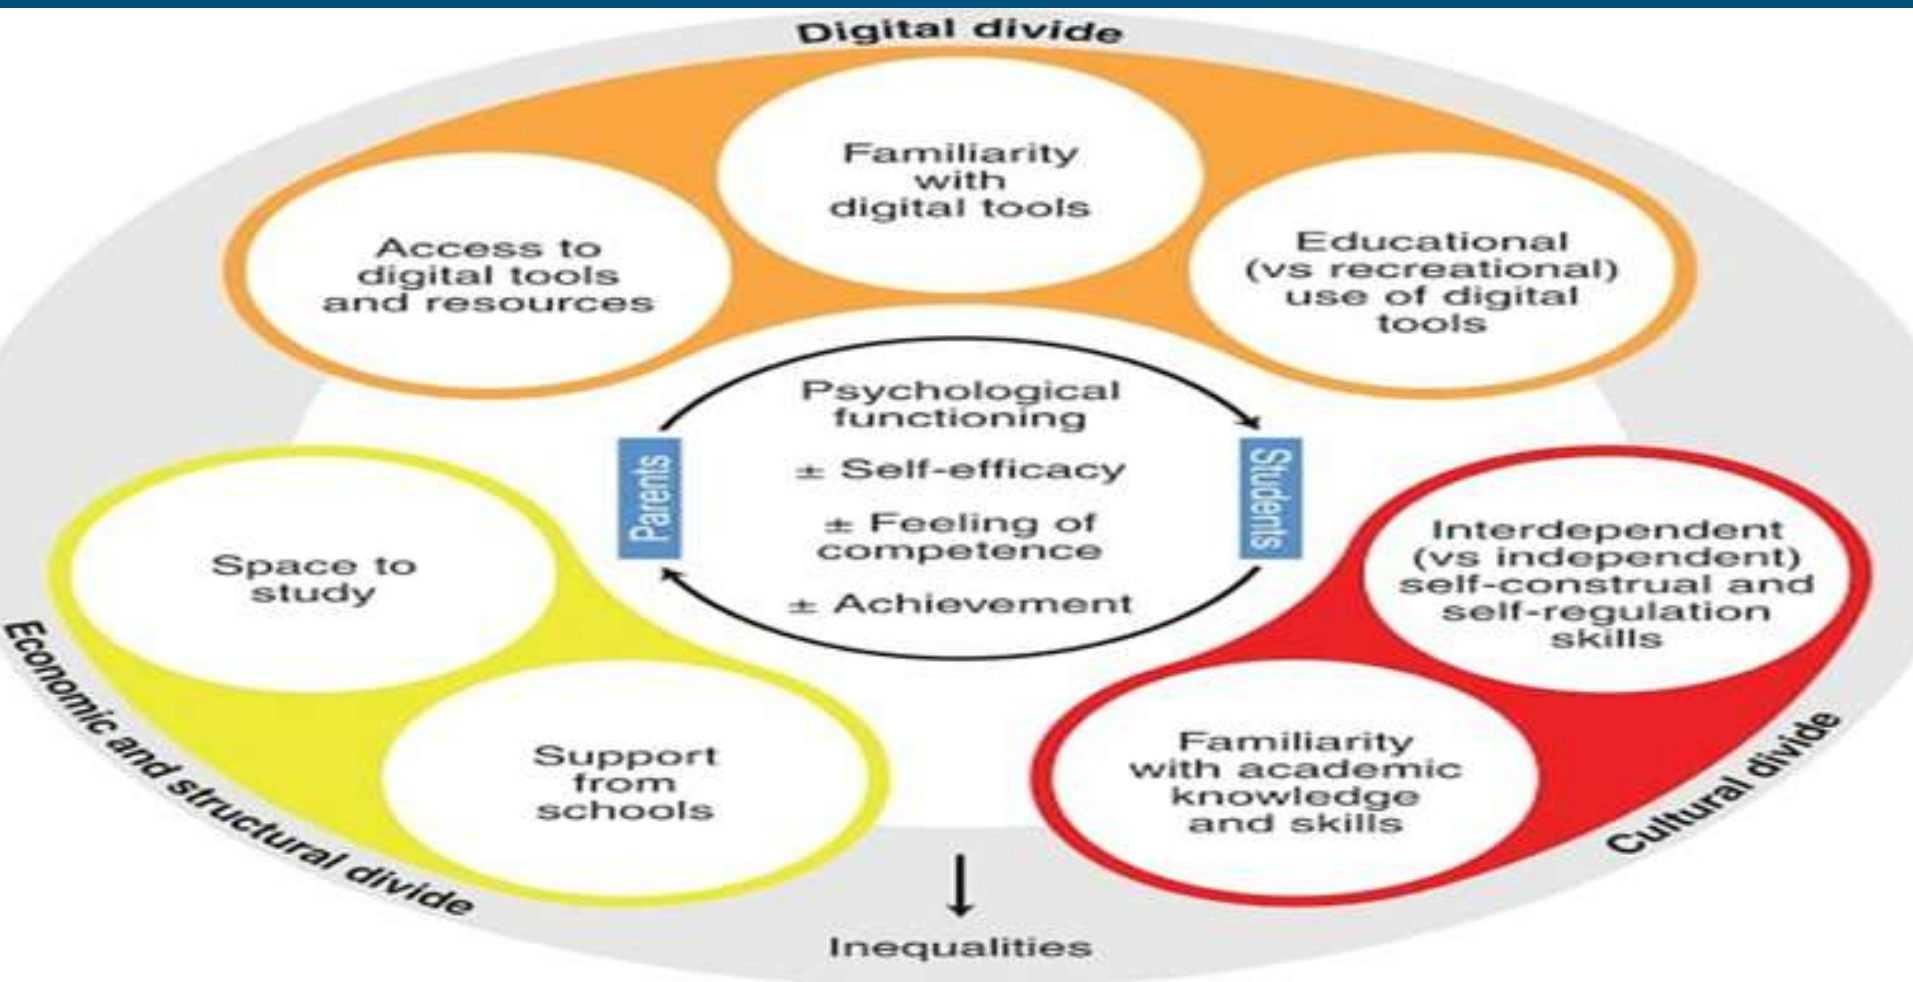 Digital divide
Familiarity
with
digital tools
Access to
digital tools
and resources
Educational
(vs recreational)
use of digital
tools
Psychological
functioning
± Self-efficacy
± Feeling of
competence
± Achievement
Parents
Students
Space to
study
Support
from
schools
Economic and structural divide
Interdependent
(vs independent)
self-construal and
self-regulation
skills
Familiarity
with academic
knowledge
and skills
Cultural divide
Inequalities